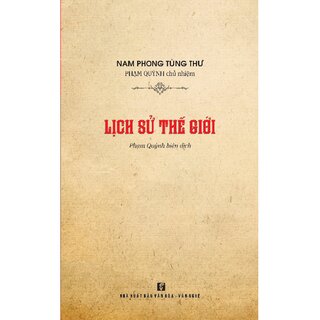 NAM PHONG TÙNG THƯ
PHẠM QUỲNH chủ nhiệm
LỊCH SỬ THẾ GIỚI
Phạm Quỳnh biên dịch
NHÀ XUẤT BẢN VĂN HÓA - VĂN NGHỆ